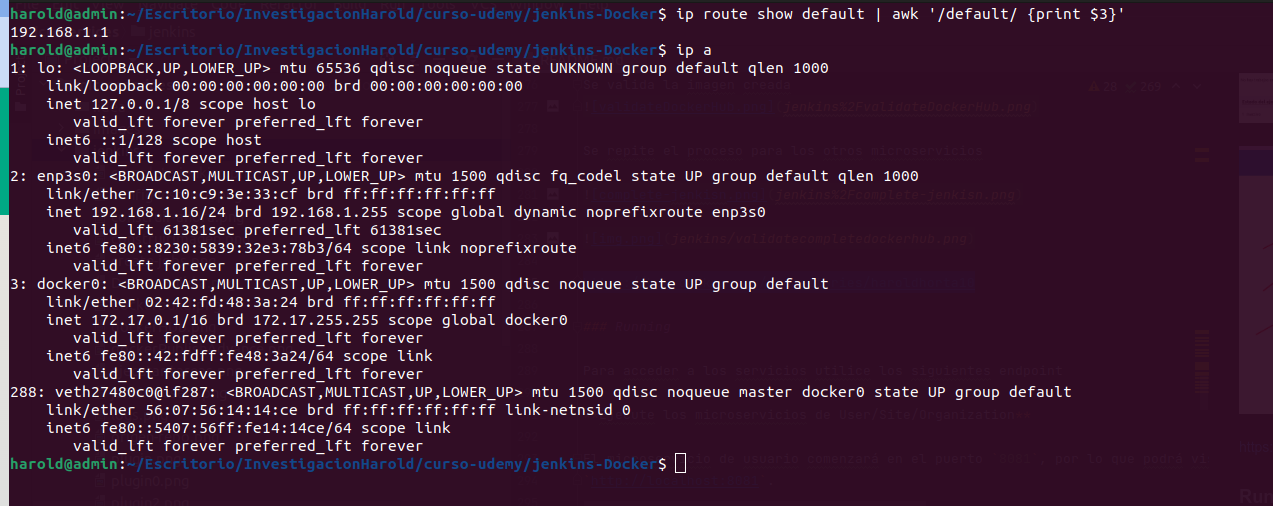 harold@admin:~/Escritorio/InvestigacionHarold/curso-udemy/jenkins-Docker$ ip route show default | awk '/default/ {print $3}'
192.168.1.1
harold@admin:~/Escritorio/InvestigacionHarold/curso-udemy/jenkins-Docker$ ip a
1: lo: <LOOPBACK,UP,LOWER_UP> mtu 65536 qdisc noqueue state UNKNOWN group default qlen 1000
    link/loopback 00:00:00:00:00:00 brd 00:00:00:00:00:00
    inet 127.0.0.1/8 scope host lo
       valid_lft forever preferred_lft forever
    inet6 ::1/128 scope host
       valid_lft forever preferred_lft forever
2: enp3s0: <BROADCAST,MULTICAST,UP,LOWER_UP> mtu 1500 qdisc fq_codel state UP group default qlen 1000
    link/ether 7c:10:c9:3e:33:cf brd ff:ff:ff:ff:ff:ff
    inet 192.168.1.16/24 brd 192.168.1.255 scope global dynamic noprefixroute enp3s0
       valid_lft 61381sec preferred_lft 61381sec
    inet6 fe80::8230:5839:32e3:78b3/64 scope link noprefixroute
       valid_lft forever preferred_lft forever
3: docker0: <BROADCAST,MULTICAST,UP,LOWER_UP> mtu 1500 qdisc noqueue state UP group default
    link/ether 02:42:fd:48:3a:24 brd ff:ff:ff:ff:ff:ff
    inet 172.17.0.1/16 brd 172.17.255.255 scope global docker0
       valid_lft forever preferred_lft forever
    inet6 fe80::42:fdff:fe48:3a24/64 scope link
       valid_lft forever preferred_lft forever
288: veth27480c0@if287: <BROADCAST,MULTICAST,UP,LOWER_UP> mtu 1500 qdisc noqueue master docker0 state UP group default
    link/ether 56:07:56:14:14:ce brd ff:ff:ff:ff:ff:ff link-netnsid 0
    inet6 fe80::5407:56ff:fe14:14ce/64 scope link
       valid_lft forever preferred_lft forever
harold@admin:~/Escritorio/InvestigacionHarold/curso-udemy/jenkins-Docker$